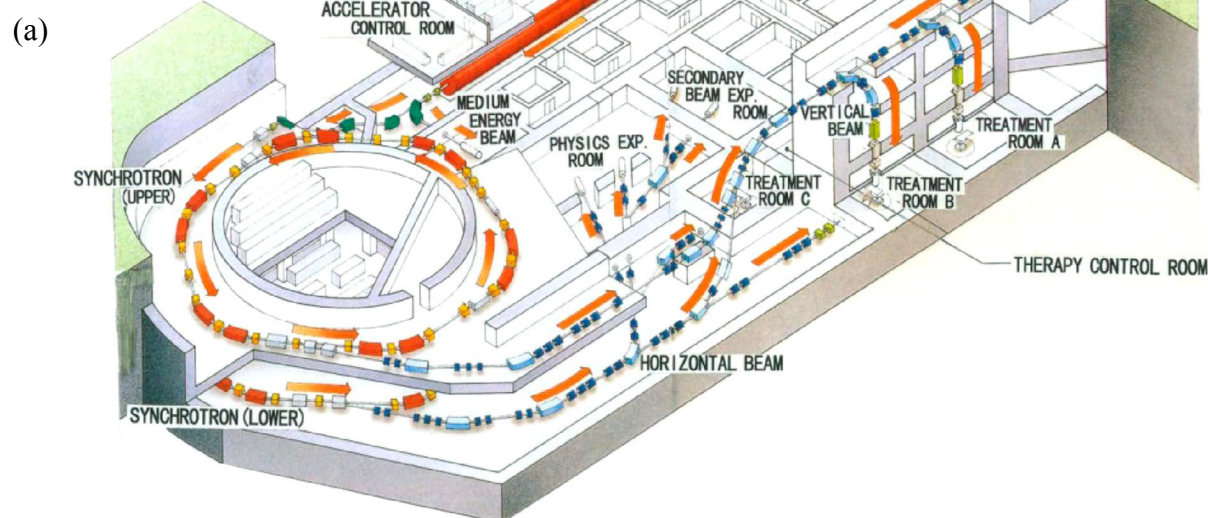 (a)
ACCELERATOR
CONTROL ROOM
MEDIUM
ENERGY
BEAM
SECONDARY
BEAM EXP.
ROOM
VERTICAL
BEAM
PHYSICS EXP.
ROOM
TREATMENT
ROOM A
SYNCHROTRON
(UPPER)
TREATMENT
ROOM C
TREATMENT
ROOM B
THERAPY CONTROL ROOM
HORIZONTAL BEAM
SYNCHROTRON (LOWER)